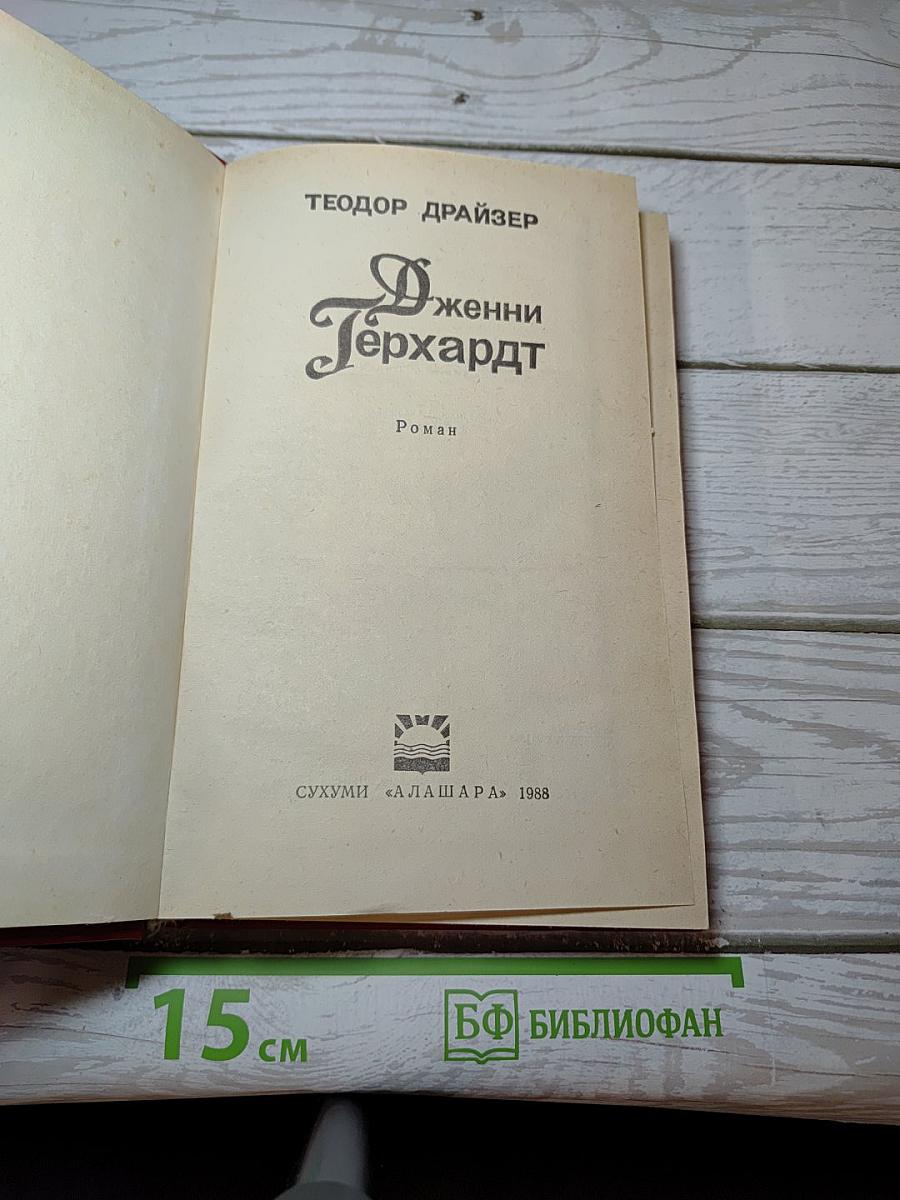 ТЕОДОР ДРАЙЗЕР
Дженни
Герхардт
Роман
СУХУМИ «АЛАШАРА» 1988
15 см
БФ БИБЛИОФАН